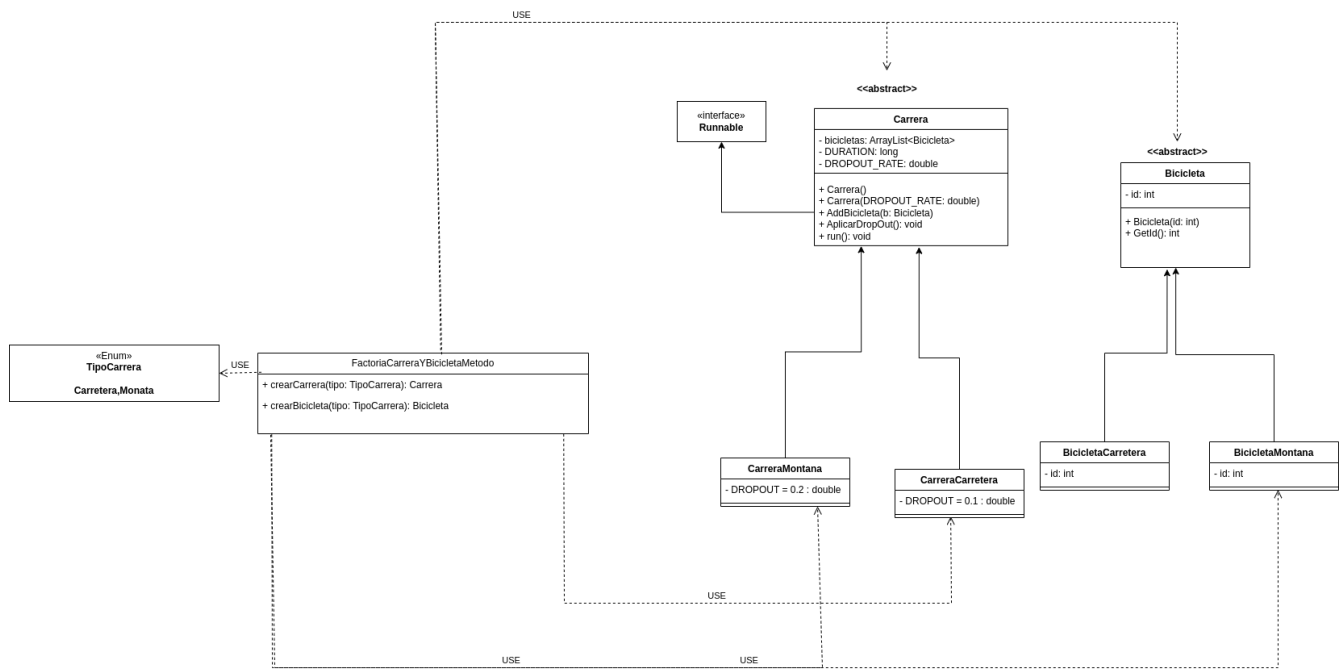 USE
<<abstract>>
«interface»
Runnable
Carrera
- bicicletas: ArrayList<Bicicleta>
- DURATION: long
- DROPOUT_RATE: double
+ Carrera()
+ Carrera(DROPOUT_RATE: double)
+ AddBicicleta(b: Bicicleta)
+ AplicarDropOut(): void
+ run(): void
<<abstract>>
Bicicleta
- id: int
+ Bicicleta(id: int)
+ GetId(): int
«Enum»
TipoCarrera
Carretera,Monata
USE
FactoriaCarreraYBicicletaMetodo
+ crearCarrera(tipo: TipoCarrera): Carrera
+ crearBicicleta(tipo: TipoCarrera): Bicicleta
CarreraMontana
- DROPOUT = 0.2 : double
CarreraCarretera
- DROPOUT = 0.1 : double
BicicletaCarretera
- id: int
BicicletaMontana
- id: int
USE
USE
USE